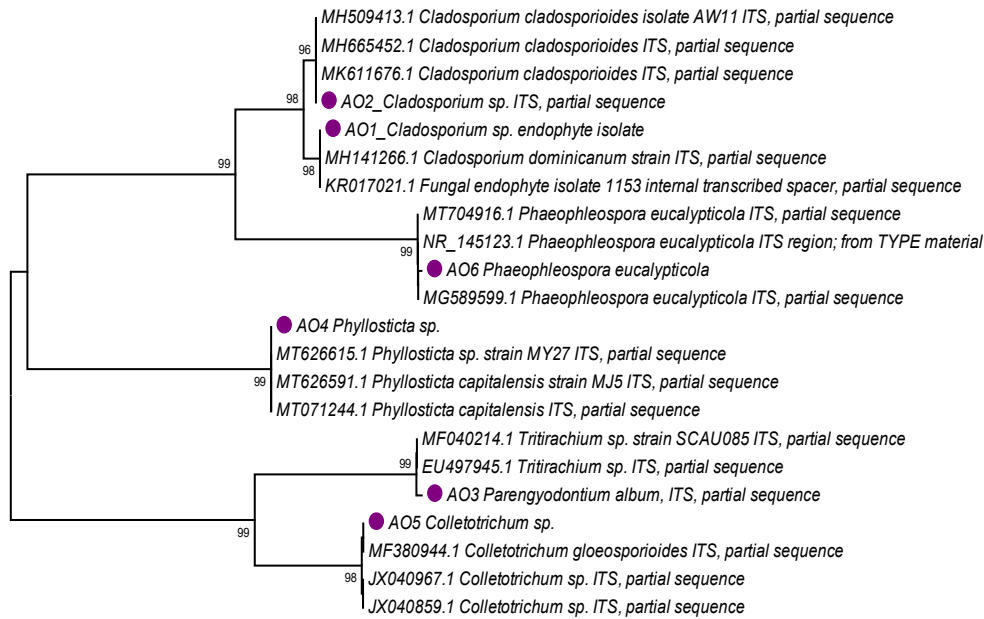 MH509413.1 Cladosporium cladosporioides isolate AW11 ITS, partial sequence
MH665452.1 Cladosporium cladosporioides ITS, partial sequence
96
MK611676.1 Cladosporium cladosporioides ITS, partial sequence
98
AO2_Cladosporium sp. ITS, partial sequence
AO1_Cladosporium sp. endophyte isolate
99
MH141266.1 Cladosporium dominicanum strain ITS, partial sequence
98
KR017021.1 Fungal endophyte isolate 1153 internal transcribed spacer, partial sequence
MT704916.1 Phaeophleospora eucalypticola ITS, partial sequence
NR_145123.1 Phaeophleospora eucalypticola ITS region; from TYPE material
99
AO6 Phaeophleospora eucalypticola
MG589599.1 Phaeophleospora eucalypticola ITS, partial sequence
AO4 Phyllosticta sp.
MT626615.1 Phyllosticta sp. strain MY27 ITS, partial sequence
99
MT626591.1 Phyllosticta capitalensis strain MJ5 ITS, partial sequence
MT071244.1 Phyllosticta capitalensis ITS, partial sequence
MF040214.1 Tritirachium sp. strain SCAU085 ITS, partial sequence
99
EU497945.1 Tritirachium sp. ITS, partial sequence
AO3 Parengyodontium album, ITS, partial sequence
99
AO5 Colletotrichum sp.
MF380944.1 Colletotrichum gloeosporioides ITS, partial sequence
98
JX040967.1 Colletotrichum sp. ITS, partial sequence
JX040859.1 Colletotrichum sp. ITS, partial sequence